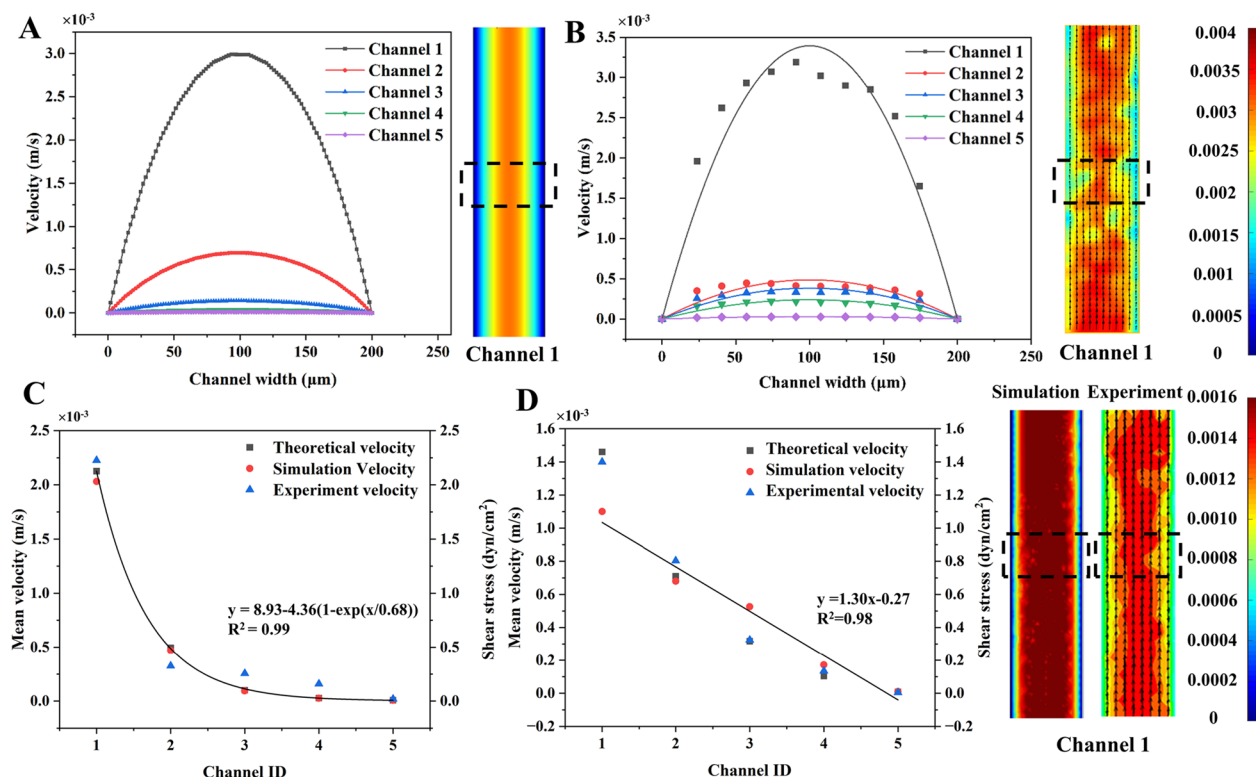 A
×10⁻³
3.0
2.5
2.0
1.5
1.0
0.5
0.0
Velocity (m/s)
Channel 1
Channel 2
Channel 3
Channel 4
Channel 5
0 50 100 150 200 250
Channel width (μm)
Channel 1
B
×10⁻³
3.5
3.0
2.5
2.0
1.5
1.0
0.5
0.0
Velocity (m/s)
Channel 1
Channel 2
Channel 3
Channel 4
Channel 5
0 50 100 150 200 250
Channel width (μm)
Channel 1
0.004
0.0035
0.003
0.0025
0.002
0.0015
0.001
0.0005
0
C
×10⁻³
2.5
2.0
1.5
1.0
0.5
0.0
Mean velocity (m/s)
Theoretical velocity
Simulation Velocity
Experiment velocity
y = 8.93-4.36(1-exp(x/0.68))
R² = 0.99
2.5
2.0
1.5
1.0
0.5
0.0
Shear stress (dyn/cm²)
1 2 3 4 5
Channel ID
D
×10⁻³
1.6
1.4
1.2
1.0
0.8
0.6
0.4
0.2
0.0
−0.2
Mean velocity (m/s)
Theoretical velocity
Simulation velocity
Experimental velocity
y =1.30x-0.27
R²=0.98
1.6
1.4
1.2
1.0
0.8
0.6
0.4
0.2
0.0
−0.2
Shear stress (dyn/cm²)
1 2 3 4 5
Channel ID
Simulation Experiment
Channel 1
0.0016
0.0014
0.0012
0.001
0.0008
0.0006
0.0004
0.0002
0